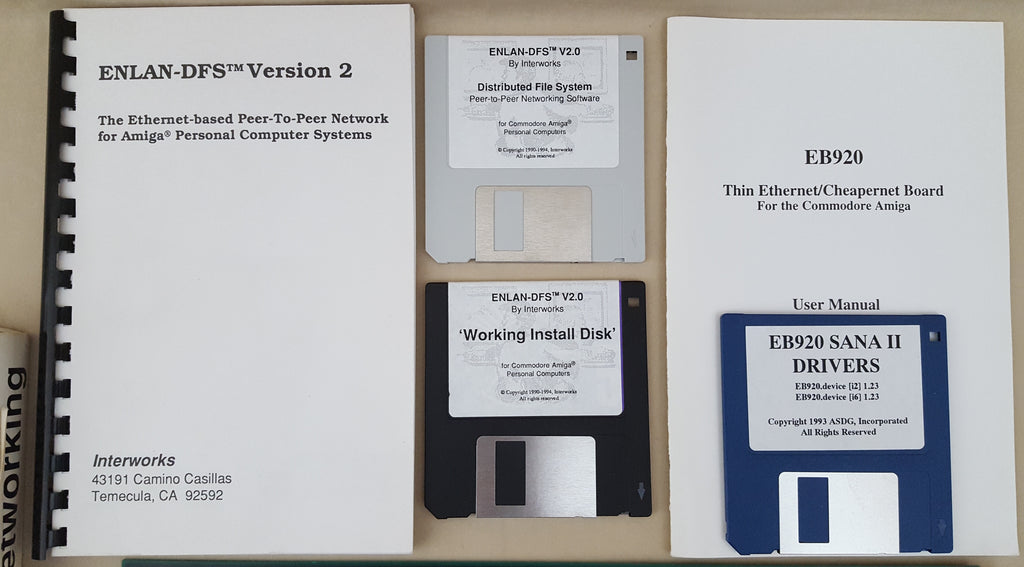 ENLAN-DFS™ Version 2
The Ethernet-based Peer-To-Peer Network
for Amiga® Personal Computer Systems
Interworks
43191 Camino Casillas
Temecula, CA 92592
ENLAN-DFS™ V2.0
By Interworks
Distributed File System
Peer-to-Peer Networking Software
for Commodore Amiga®
Personal Computers
© Copyright 1990-1994, Interworks
All rights reserved
ENLAN-DFS™ V2.0
By Interworks
'Working Install Disk'
for Commodore Amiga®
Personal Computers
© Copyright 1990-1994, Interworks
All rights reserved
EB920
Thin Ethernet/Cheapernet Board
For the Commodore Amiga
User Manual
EB920 SANA II
DRIVERS
EB920.device [i2] 1.23
EB920.device [i6] 1.23
Copyright 1993 ASDG, Incorporated
All Rights Reserved
etworking